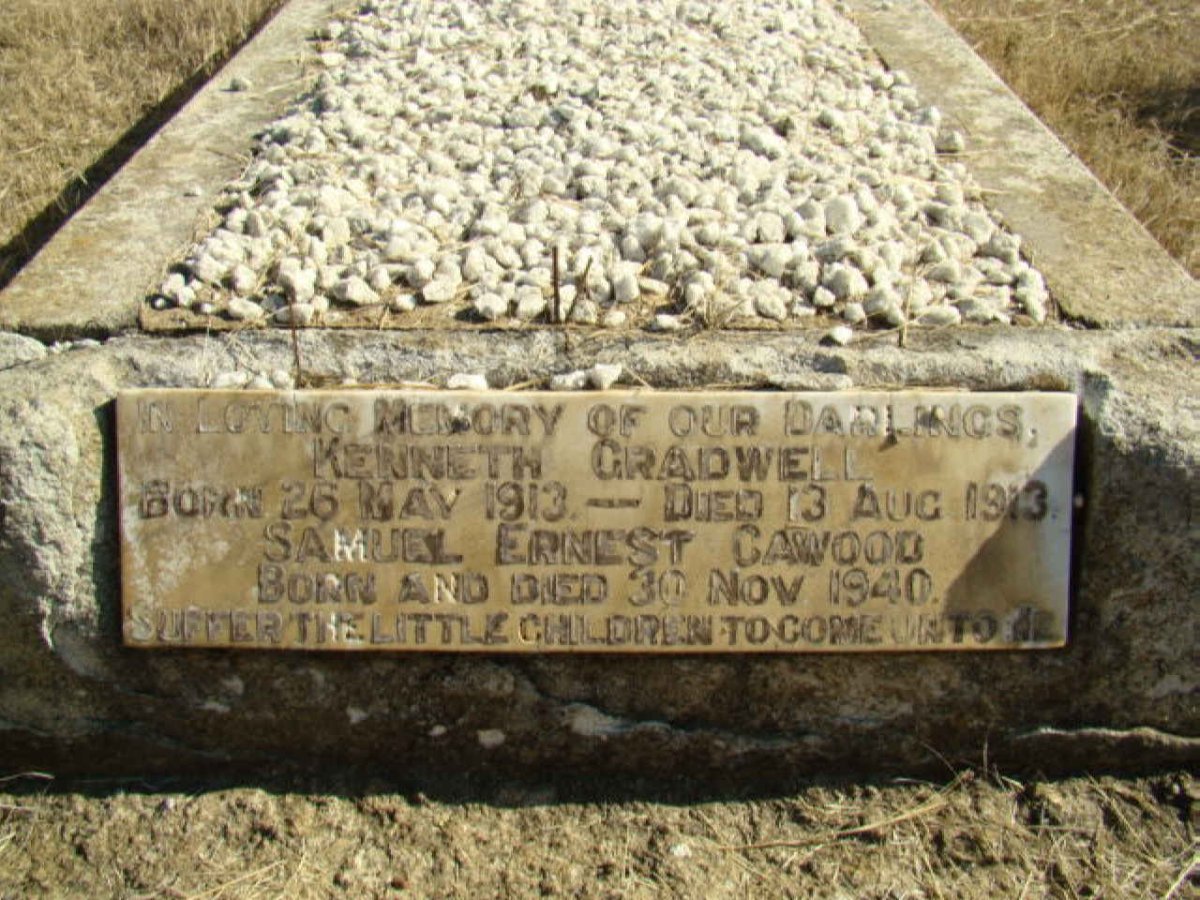 IN LOVING MEMORY OF OUR DARLINGS,
KENNETH GRADWELL
BORN 26 MAY 1913. — DIED 13 AUG 1913.
SAMUEL ERNEST CAWOOD
BORN AND DIED 30 NOV 1940.
SUFFER THE LITTLE CHILDREN TO COME UNTO ME